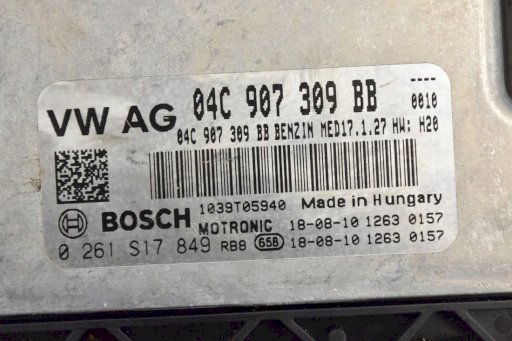 VW AG 04C 907 309 BB ----
0010
04C 907 309 BB BENZIN MED17.1.27 HW: H20
1039T05940 Made in Hungary
BOSCH MOTRONIC 18-08-10 1263 0157
0 261 S17 849 RB8 658 18-08-10 1263 0157